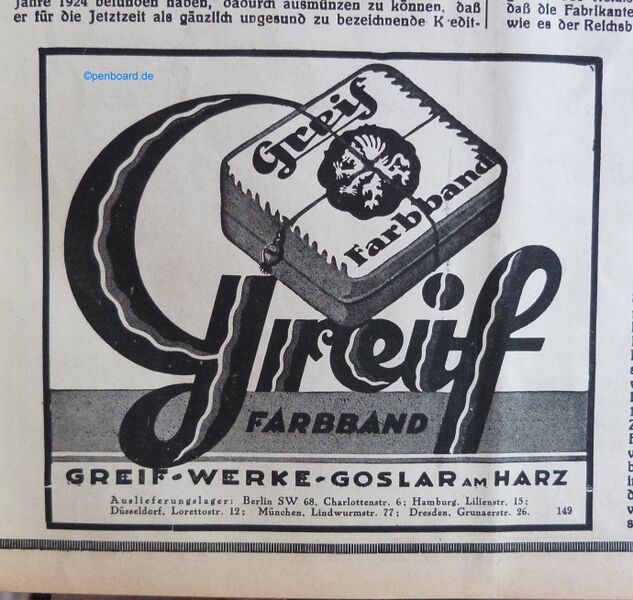 Jahre 1924 befunden haben, dadurch ausmünzen zu können, daß
er für die Jetztzeit als gänzlich ungesund zu bezeichnende Kredit-
daß die Fabrikante
wie es der Reichsb
©penboard.de
Greif
Farbband
Greif
FARBBAND
GREIF-WERKE-GOSLAR AM HARZ
Auslieferungslager: Berlin SW 68, Charlottenstr. 6; Hamburg, Lilienstr. 15;
Düsseldorf, Lorettostr. 12; München, Lindwurmstr. 77; Dresden, Grunaerstr. 26. 149